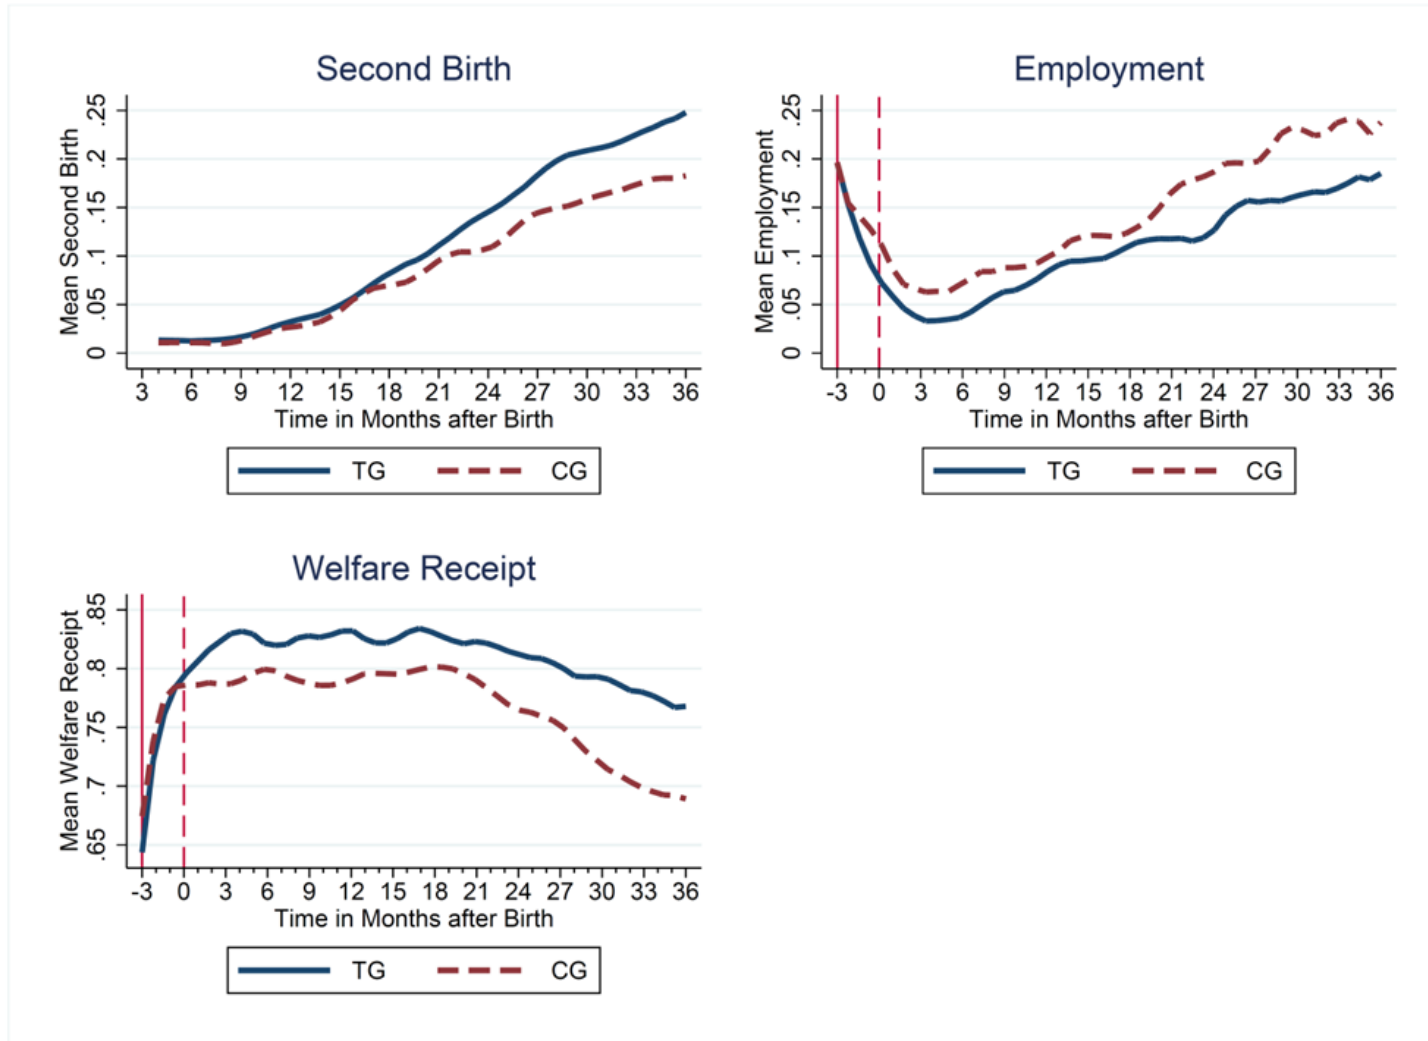 Second Birth
Mean Second Birth
0 .05 .1 .15 .2 .25
3 6 9 12 15 18 21 24 27 30 33 36
Time in Months after Birth
TG CG
Employment
Mean Employment
0 .05 .1 .15 .2 .25
-3 0 3 6 9 12 15 18 21 24 27 30 33 36
Time in Months after Birth
TG CG
Welfare Receipt
Mean Welfare Receipt
.65 .7 .75 .8 .85
-3 0 3 6 9 12 15 18 21 24 27 30 33 36
Time in Months after Birth
TG CG